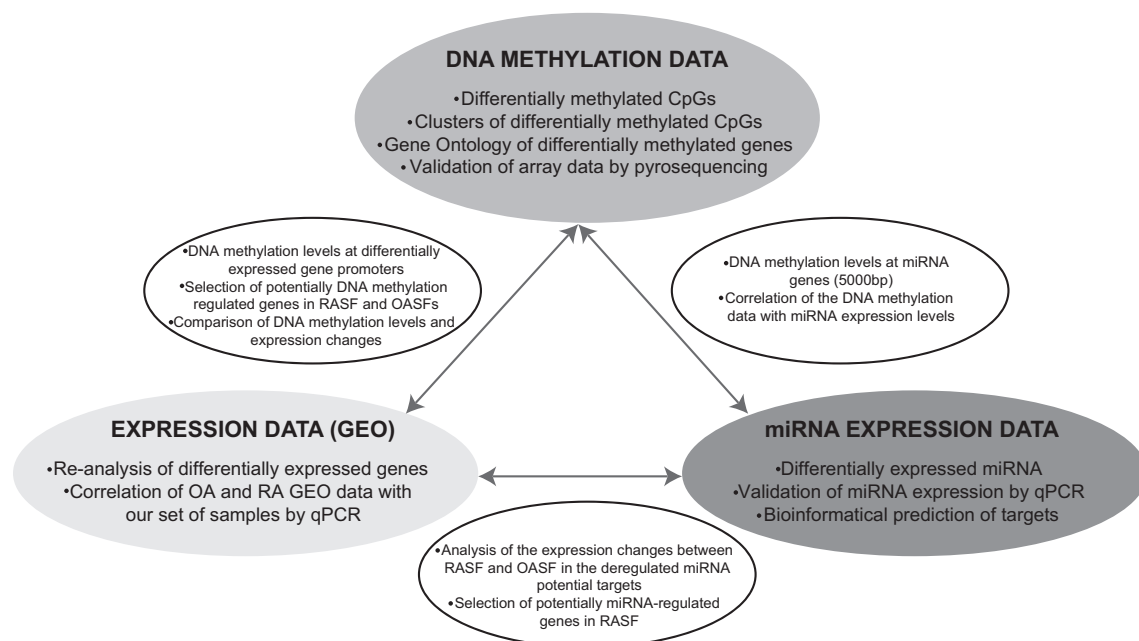 DNA METHYLATION DATA
•Differentially methylated CpGs
•Clusters of differentially methylated CpGs
•Gene Ontology of differentially methylated genes
•Validation of array data by pyrosequencing
•DNA methylation levels at differentially
expressed gene promoters
•Selection of potentially DNA methylation
regulated genes in RASF and OASFs
•Comparison of DNA methylation levels and
expression changes
•DNA methylation levels at miRNA
genes (5000bp)
•Correlation of the DNA methylation
data with miRNA expression levels
EXPRESSION DATA (GEO)
•Re-analysis of differentially expressed genes
•Correlation of OA and RA GEO data with
our set of samples by qPCR
miRNA EXPRESSION DATA
•Differentially expressed miRNA
•Validation of miRNA expression by qPCR
•Bioinformatical prediction of targets
•Analysis of the expression changes between
RASF and OASF in the deregulated miRNA
potential targets
•Selection of potentially miRNA-regulated
genes in RASF